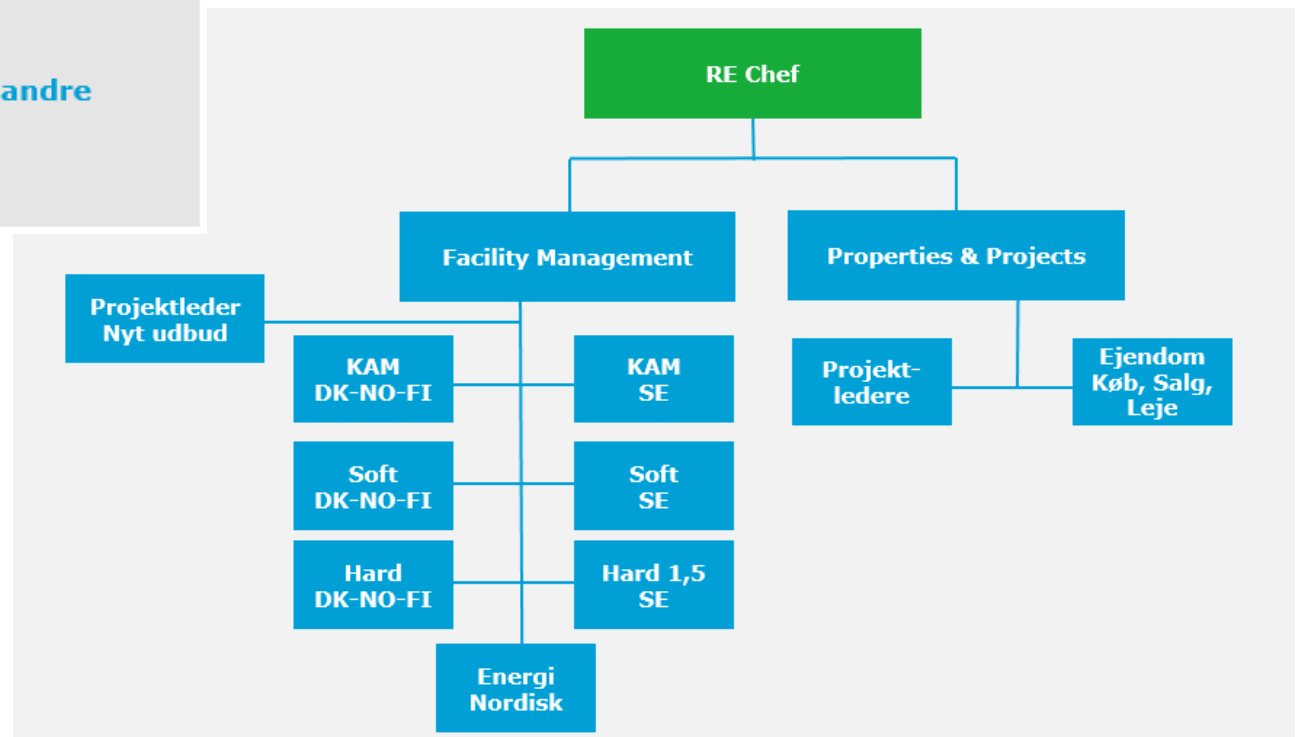 andre
RE Chef
Facility Management
Properties & Projects
Projektleder
Nyt udbud
KAM
DK-NO-FI
KAM
SE
Projekt-
ledere
Ejendom
Køb, Salg,
Leje
Soft
DK-NO-FI
Soft
SE
Hard
DK-NO-FI
Hard 1,5
SE
Energi
Nordisk